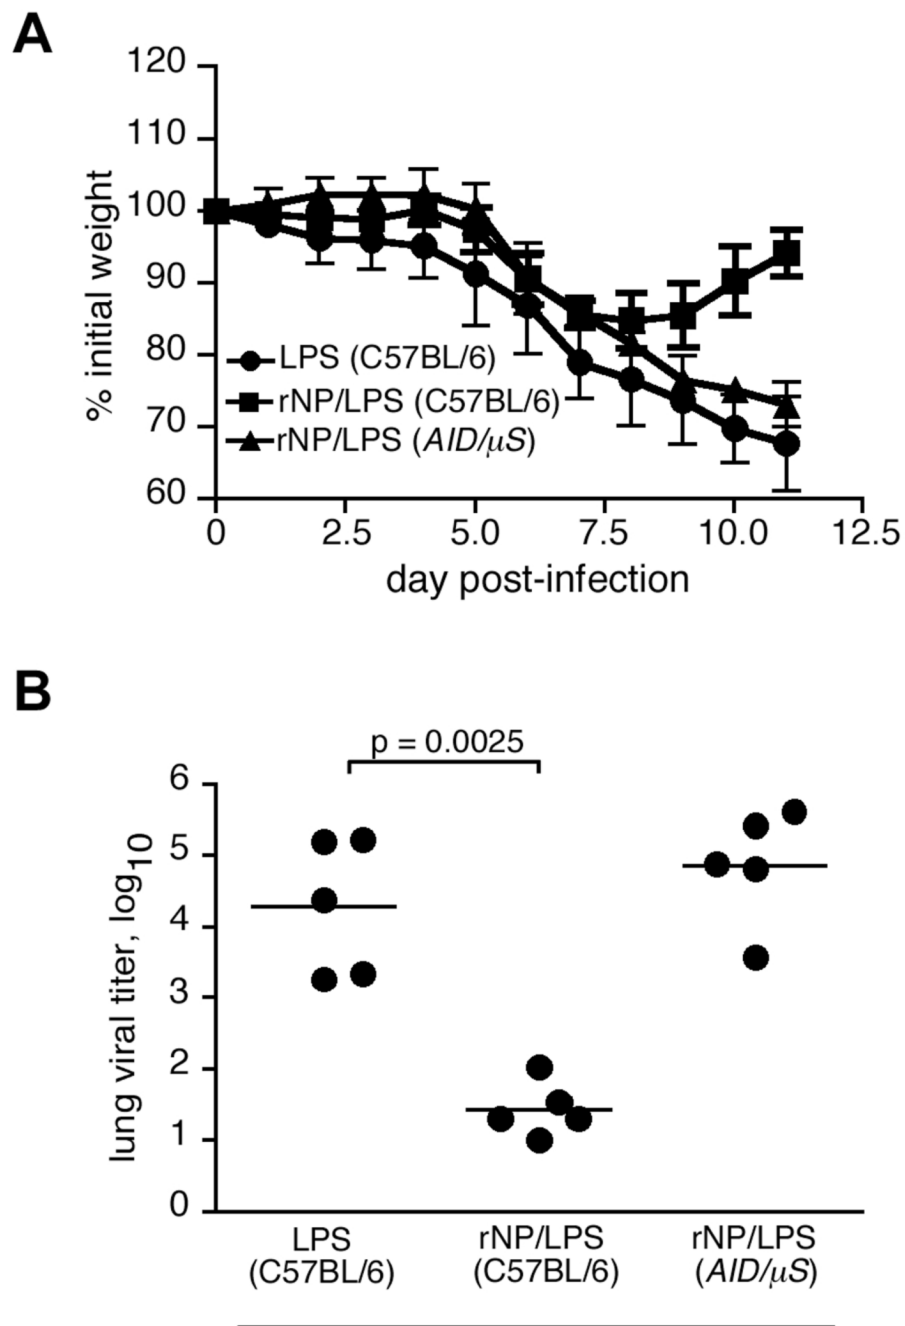 A
120
110
100
90
80
70
60
% initial weight
LPS (C57BL/6)
rNP/LPS (C57BL/6)
rNP/LPS (AID/μS)
0 2.5 5.0 7.5 10.0 12.5
day post-infection
B
p = 0.0025
6
5
4
3
2
1
0
lung viral titer, log10
LPS (C57BL/6)
rNP/LPS (C57BL/6)
rNP/LPS (AID/μS)